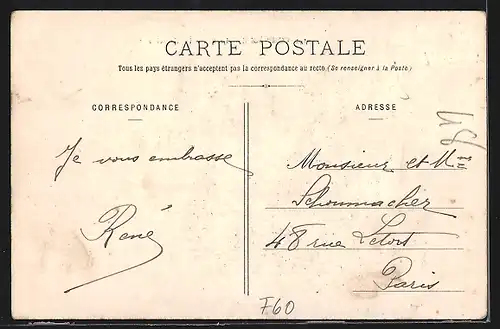 CARTE POSTALE
Tous les pays étrangers n'acceptent pas la correspondance au recto (Se renseigner à la Poste)
CORRESPONDANCE
ADRESSE
Je vous embrasse
René
Monsieur et Mme
Schoumacher
48 rue
Paris
F60